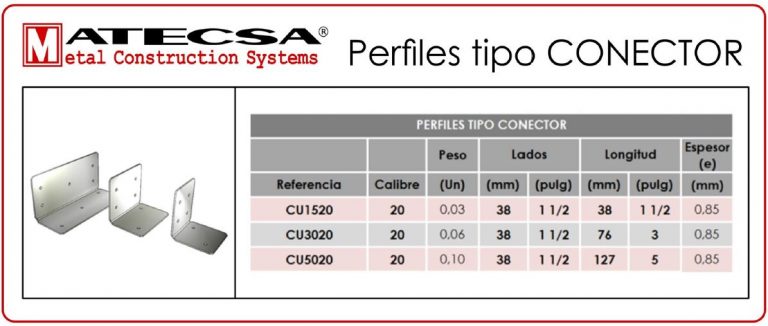 MATECSA®
Metal Construction Systems
Perfiles tipo CONECTOR
PERFILES TIPO CONECTOR
Peso Lados Longitud Espesor (e)
Referencia Calibre (Un) (mm) (pulg) (mm) (pulg) (mm)
CU1520 20 0,03 38 1 1/2 38 1 1/2 0,85
CU3020 20 0,06 38 1 1/2 76 3 0,85
CU5020 20 0,10 38 1 1/2 127 5 0,85